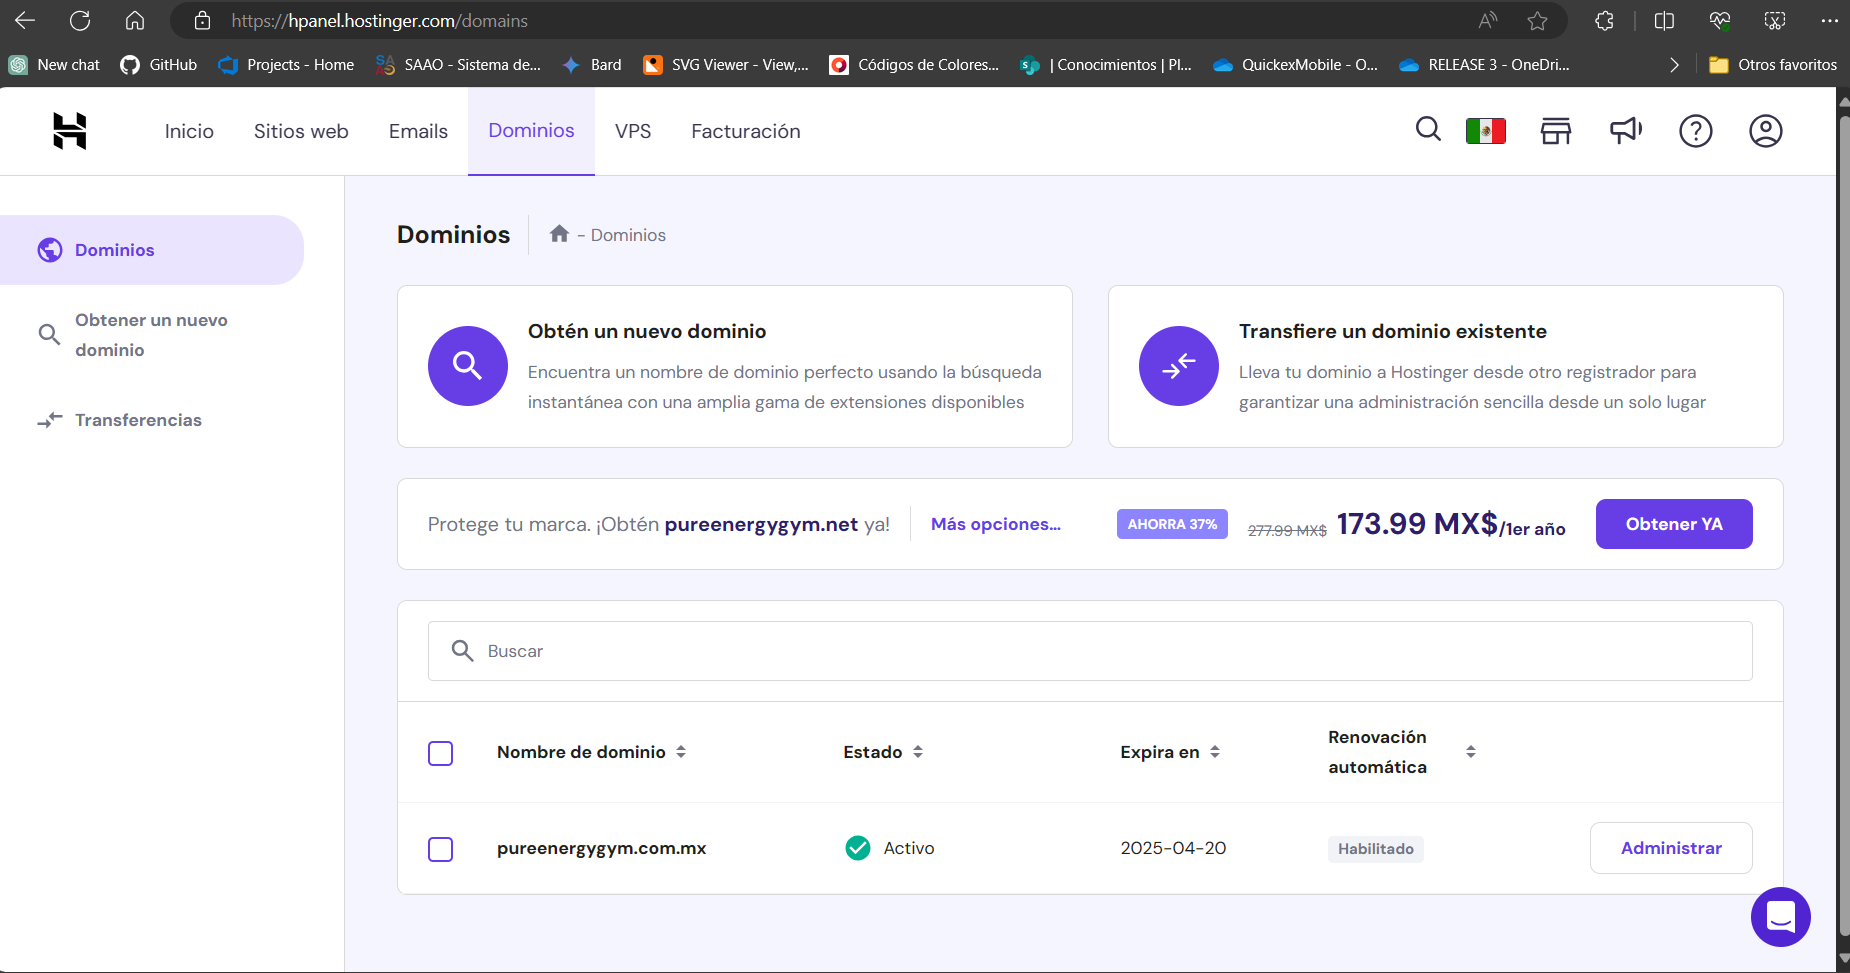 https://hpanel.hostinger.com/domains
New chat
GitHub
Projects - Home
SAAO - Sistema de...
Bard
SVG Viewer - View,...
Códigos de Colores...
| Conocimientos | Pl...
QuickexMobile - O...
RELEASE 3 - OneDri...
Otros favoritos
Inicio
Sitios web
Emails
Dominios
VPS
Facturación
Dominios
Obtener un nuevo
dominio
Transferencias
Dominios
- Dominios
Obtén un nuevo dominio
Encuentra un nombre de dominio perfecto usando la búsqueda
instantánea con una amplia gama de extensiones disponibles
Transfiere un dominio existente
Lleva tu dominio a Hostinger desde otro registrador para
garantizar una administración sencilla desde un solo lugar
Protege tu marca. ¡Obtén pureenergygym.net ya!
Más opciones...
AHORRA 37%
277.99 MX$
173.99 MX$/1er año
Obtener YA
Buscar
Nombre de dominio
Estado
Expira en
Renovación
automática
pureenergygym.com.mx
Activo
2025-04-20
Habilitado
Administrar